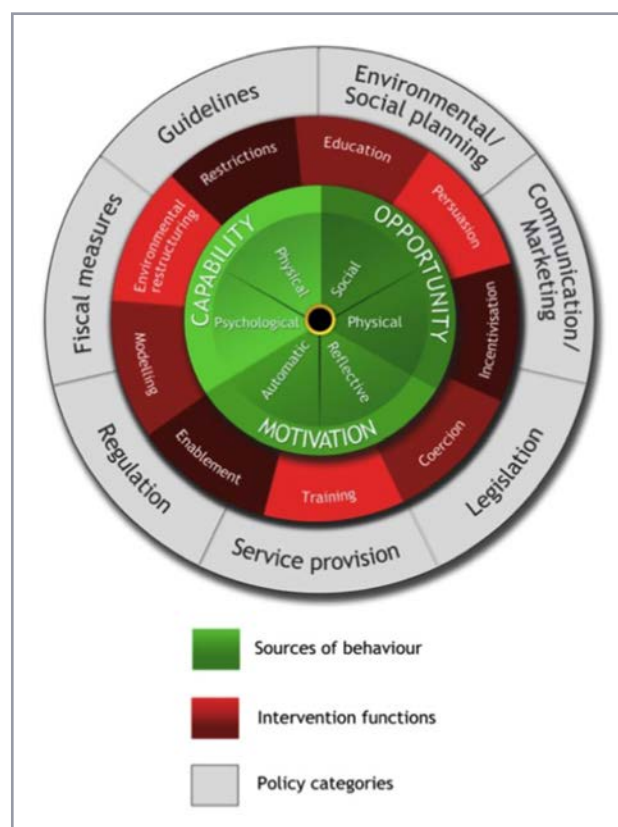 Guidelines
Environmental/
Social planning
Communication/
Marketing
Legislation
Service provision
Regulation
Fiscal measures
Restrictions
Education
Persuasion
Incentivisation
Coercion
Training
Enablement
Modelling
Environmental
restructuring
CAPABILITY
OPPORTUNITY
MOTIVATION
Physical
Social
Psychological
Physical
Automatic
Reflective
Sources of behaviour
Intervention functions
Policy categories